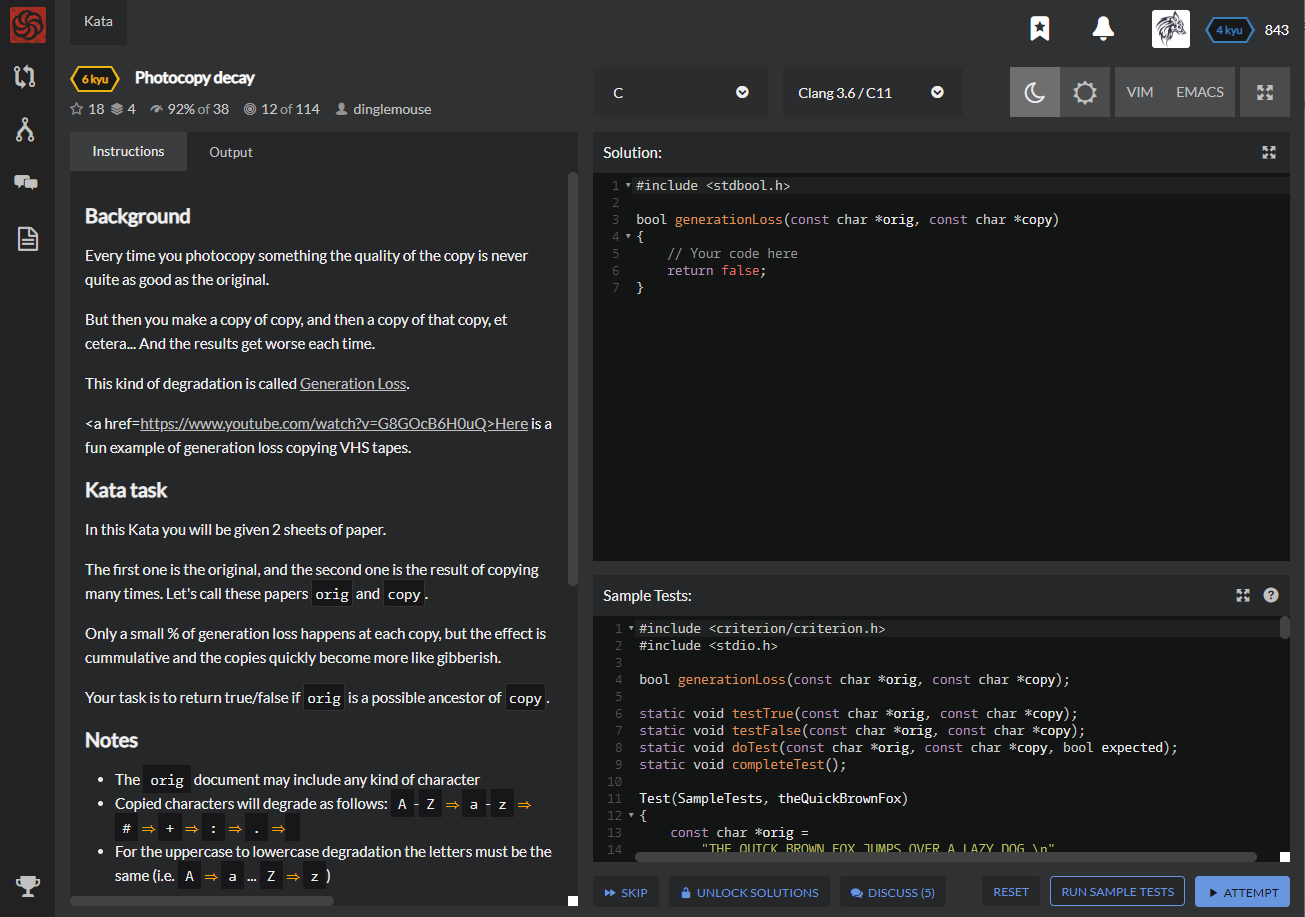 Kata
4 kyu 843
6 kyu Photocopy decay
18 4 92% of 38 12 of 114 dinglemouse
C
Clang 3.6 / C11
VIM EMACS
Instructions Output
Background
Every time you photocopy something the quality of the copy is never
quite as good as the original.
But then you make a copy of copy, and then a copy of that copy, et
cetera... And the results get worse each time.
This kind of degradation is called Generation Loss.
<a href=https://www.youtube.com/watch?v=G8GOcB6H0uQ>Here is a
fun example of generation loss copying VHS tapes.
Kata task
In this Kata you will be given 2 sheets of paper.
The first one is the original, and the second one is the result of copying
many times. Let's call these papers orig and copy.
Only a small % of generation loss happens at each copy, but the effect is
cummulative and the copies quickly become more like gibberish.
Your task is to return true/false if orig is a possible ancestor of copy.
Notes
• The orig document may include any kind of character
• Copied characters will degrade as follows: A - Z ⇒ a - z ⇒
# ⇒ + ⇒ : ⇒ . ⇒
• For the uppercase to lowercase degradation the letters must be the
same (i.e. A ⇒ a ... Z ⇒ z )
Solution:
1 #include <stdbool.h>
2
3 bool generationLoss(const char *orig, const char *copy)
4 {
5 // Your code here
6 return false;
7 }
Sample Tests:
1 #include <criterion/criterion.h>
2 #include <stdio.h>
3
4 bool generationLoss(const char *orig, const char *copy);
5
6 static void testTrue(const char *orig, const char *copy);
7 static void testFalse(const char *orig, const char *copy);
8 static void doTest(const char *orig, const char *copy, bool expected);
9 static void completeTest();
10
11 Test(SampleTests, theQuickBrownFox)
12 {
13 const char *orig =
14 "THE QUICK BROWN FOX JUMPS OVER A LAZY DOG.\n"
SKIP UNLOCK SOLUTIONS DISCUSS (5) RESET RUN SAMPLE TESTS ATTEMPT